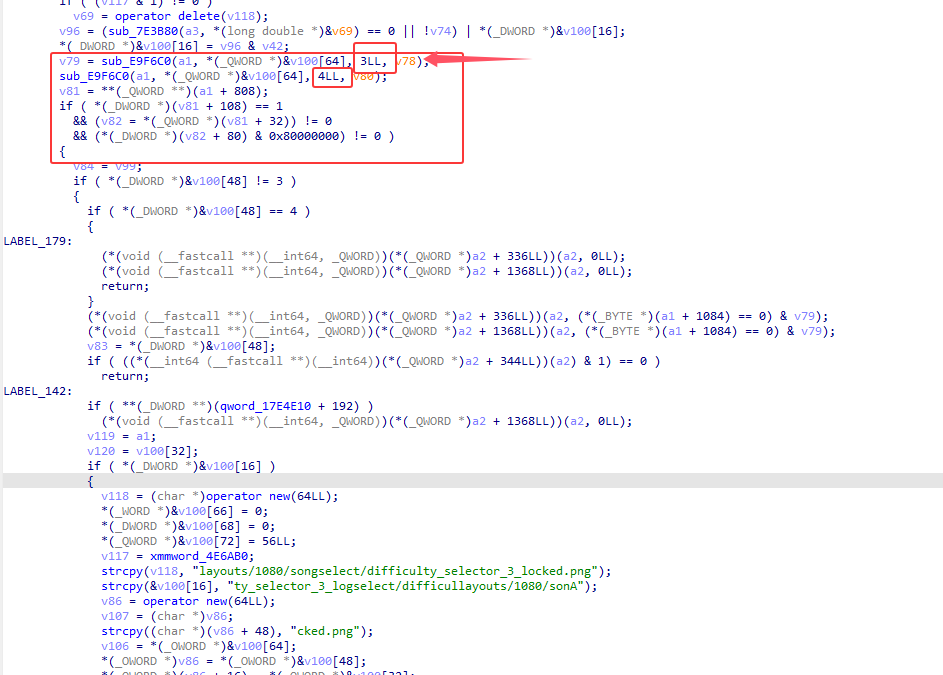 if ( (v117 & 1) != 0 )
v69 = operator delete(v118);
v96 = (sub_7E3B80(a3, *(long double *)&v69) == 0 || !v74) | *(_DWORD *)&v100[16];
*(_DWORD *)&v100[16] = v96 & v42;
v79 = sub_E9F6C0(a1, *(_QWORD *)&v100[64], 3LL, v78);
sub_E9F6C0(a1, *(_QWORD *)&v100[64], 4LL, v80);
v81 = **(_QWORD **)(a1 + 808);
if ( *(_DWORD *)(v81 + 108) == 1
&& (v82 = *(_QWORD *)(v81 + 32)) != 0
&& (*(_DWORD *)(v82 + 80) & 0x80000000) != 0 )
{
v84 = v99;
if ( *(_DWORD *)&v100[48] != 3 )
{
if ( *(_DWORD *)&v100[48] == 4 )
{
LABEL_179:
(*(void (__fastcall **)(__int64, _QWORD))(*(_QWORD *)a2 + 336LL))(a2, 0LL);
(*(void (__fastcall **)(__int64, _QWORD))(*(_QWORD *)a2 + 1368LL))(a2, 0LL);
return;
}
(*(void (__fastcall **)(__int64, _QWORD))(*(_QWORD *)a2 + 336LL))(a2, (*(_BYTE *)(a1 + 1084) == 0) & v79);
(*(void (__fastcall **)(__int64, _QWORD))(*(_QWORD *)a2 + 1368LL))(a2, (*(_BYTE *)(a1 + 1084) == 0) & v79);
v83 = *(_DWORD *)&v100[48];
if ( ((*(__int64 (__fastcall **)(__int64))(*(_QWORD *)a2 + 344LL))(a2) & 1) == 0 )
return;
LABEL_142:
if ( **(_DWORD **)(qword_17E4E10 + 192) )
(*(void (__fastcall **)(__int64, _QWORD))(*(_QWORD *)a2 + 1368LL))(a2, 0LL);
v119 = a1;
v120 = v100[32];
if ( *(_DWORD *)&v100[16] )
{
v118 = (char *)operator new(64LL);
*(_WORD *)&v100[66] = 0;
*(_DWORD *)&v100[68] = 0;
*(_QWORD *)&v100[72] = 56LL;
v117 = xmmword_4E6AB0;
strcpy(v118, "layouts/1080/songselect/difficulty_selector_3_locked.png");
strcpy(&v100[16], "ty_selector_3_logselect/difficullayouts/1080/sonA");
v86 = operator new(64LL);
v107 = (char *)v86;
strcpy((char *)(v86 + 48), "cked.png");
v106 = *(_OWORD *)&v100[64];
*(_OWORD *)v86 = *(_OWORD *)&v100[48];
*(_OWORD *)(v86 + 16) = *(_OWORD *)&v100[32];